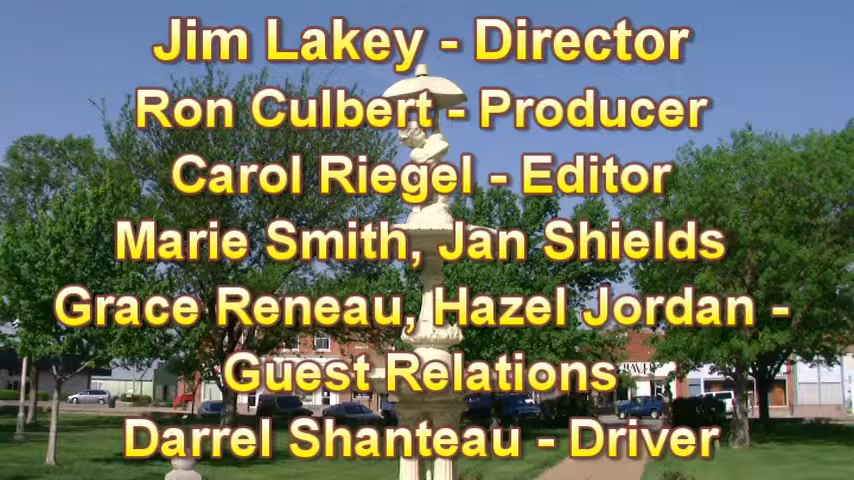 Jim Lakey - Director
Ron Culbert - Producer
Carol Riegel - Editor
Marie Smith, Jan Shields
Grace Reneau, Hazel Jordan -
Guest Relations
Darrel Shanteau - Driver